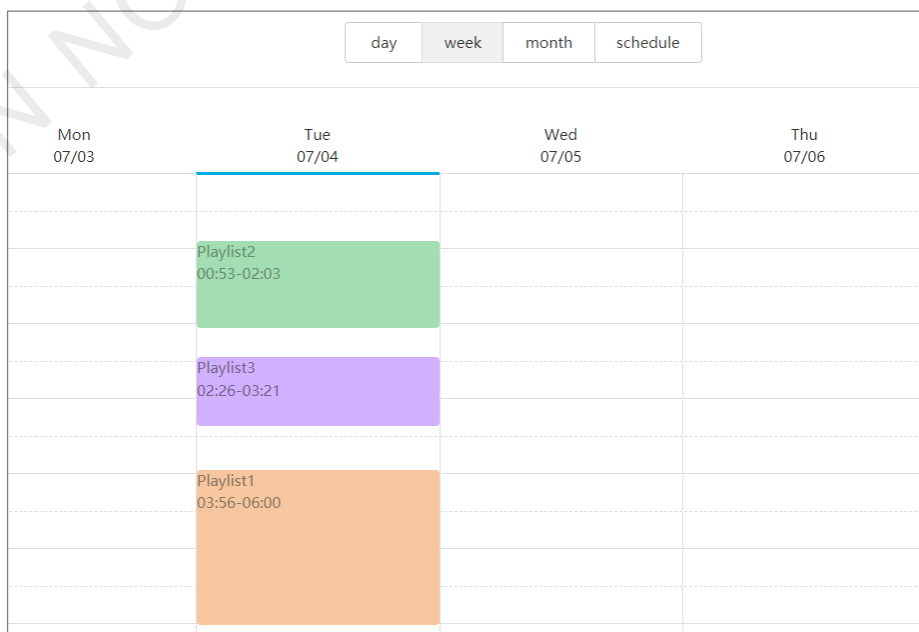 day week month schedule
Mon Tue Wed Thu
07/03 07/04 07/05 07/06
Playlist2
00:53-02:03
Playlist3
02:26-03:21
Playlist1
03:56-06:00